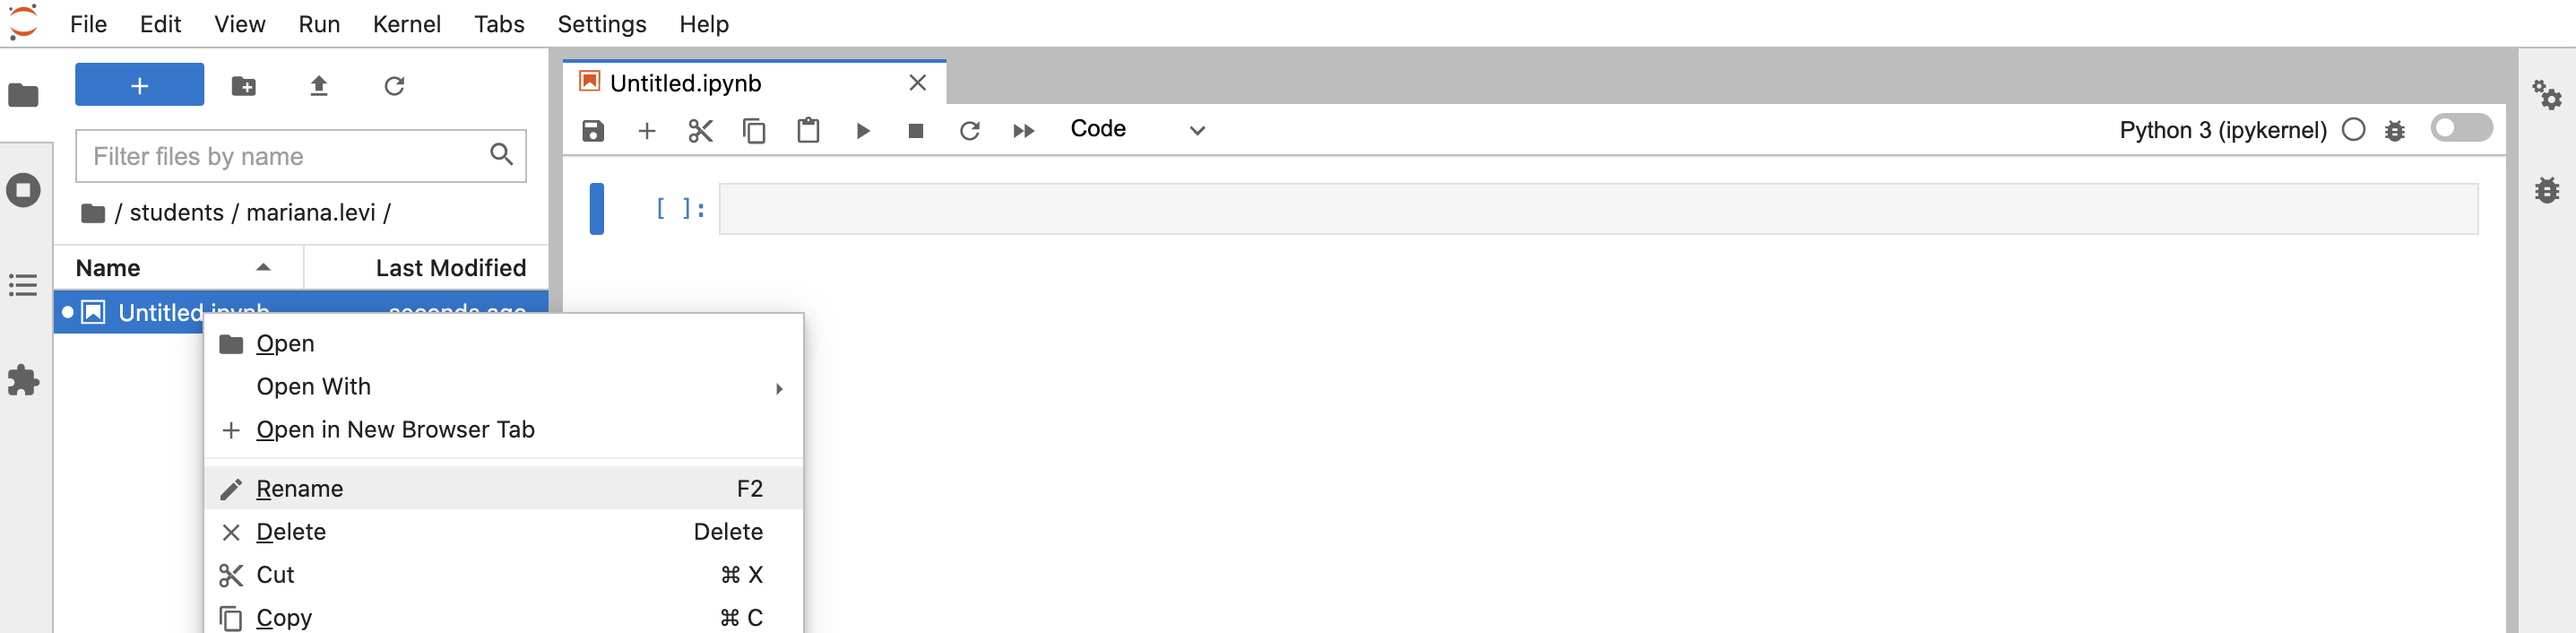 File Edit View Run Kernel Tabs Settings Help
+
Filter files by name
/ students / mariana.levi /
Name Last Modified
Untitled.ipynb seconds ago
Open
Open With
Open in New Browser Tab
Rename F2
Delete Delete
Cut ⌘ X
Copy ⌘ C
Untitled.ipynb
Code
Python 3 (ipykernel)
[ ]: